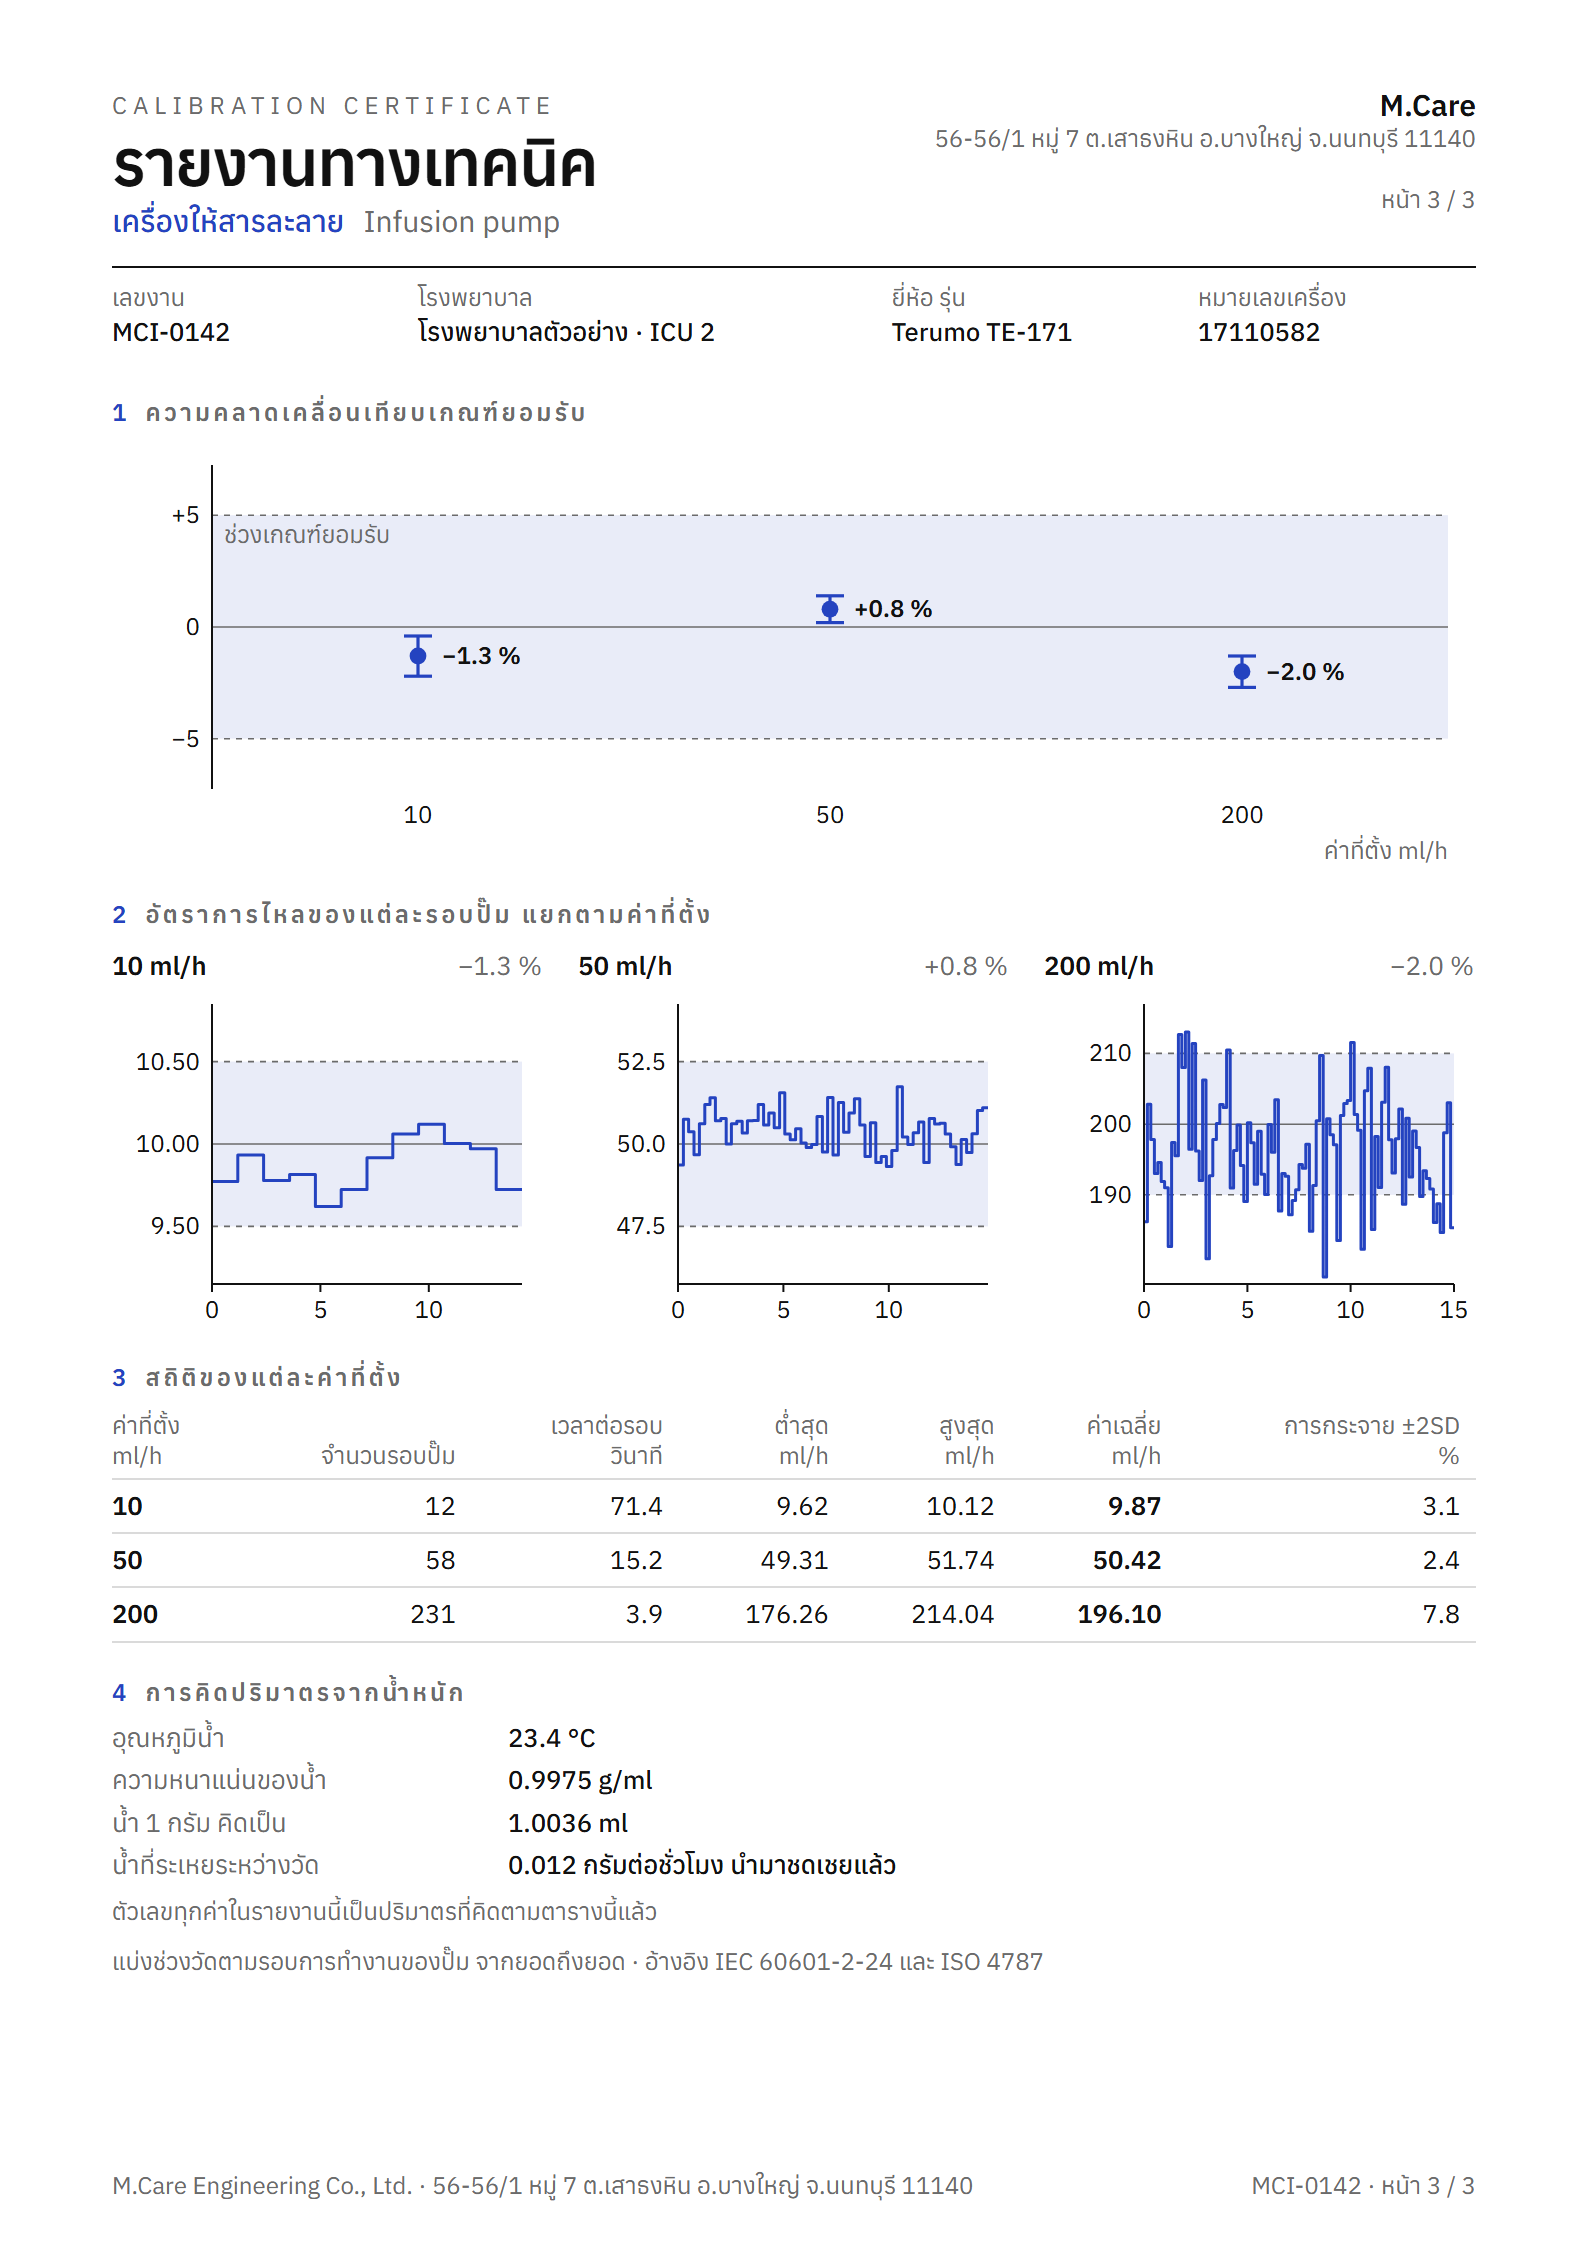 CALIBRATION CERTIFICATE
รายงานทางเทคนิค
เครื่องให้สารละลาย Infusion pump
M.Care
56-56/1 หมู่ 7 ต.เสาธงหิน อ.บางใหญ่ จ.นนทบุรี 11140
หน้า 3 / 3
เลขงาน โรงพยาบาล ยี่ห้อ รุ่น หมายเลขเครื่อง
MCI-0142 โรงพยาบาลตัวอย่าง · ICU 2 Terumo TE-171 17110582
1 ความคลาดเคลื่อนเทียบเกณฑ์ยอมรับ
+5
ช่วงเกณฑ์ยอมรับ
+0.8 %
0
−1.3 %
−2.0 %
−5
10 50 200
ค่าที่ตั้ง ml/h
2 อัตราการไหลของแต่ละรอบปั๊ม แยกตามค่าที่ตั้ง
10 ml/h −1.3 % 50 ml/h +0.8 % 200 ml/h −2.0 %
10.50
10.00
9.50
0 5 10
52.5
50.0
47.5
0 5 10
210
200
190
0 5 10 15
3 สถิติของแต่ละค่าที่ตั้ง
ค่าที่ตั้ง เวลาต่อรอบ ต่ำสุด สูงสุด ค่าเฉลี่ย การกระจาย ±2SD
ml/h จำนวนรอบปั๊ม วินาที ml/h ml/h ml/h %
10 12 71.4 9.62 10.12 9.87 3.1
50 58 15.2 49.31 51.74 50.42 2.4
200 231 3.9 176.26 214.04 196.10 7.8
4 การคิดปริมาตรจากน้ำหนัก
อุณหภูมิน้ำ 23.4 °C
ความหนาแน่นของน้ำ 0.9975 g/ml
น้ำ 1 กรัม คิดเป็น 1.0036 ml
น้ำที่ระเหยระหว่างวัด 0.012 กรัมต่อชั่วโมง นำมาชดเชยแล้ว
ตัวเลขทุกค่าในรายงานนี้เป็นปริมาตรที่คิดตามตารางนี้แล้ว
แบ่งช่วงวัดตามรอบการทำงานของปั๊ม จากยอดถึงยอด · อ้างอิง IEC 60601-2-24 และ ISO 4787
M.Care Engineering Co., Ltd. · 56-56/1 หมู่ 7 ต.เสาธงหิน อ.บางใหญ่ จ.นนทบุรี 11140 MCI-0142 · หน้า 3 / 3